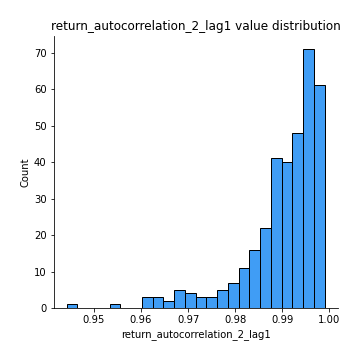 return_autocorrelation_2_lag1 value distribution
70
60
50
40
30
20
10
0
Count
0.95 0.96 0.97 0.98 0.99 1.00
return_autocorrelation_2_lag1